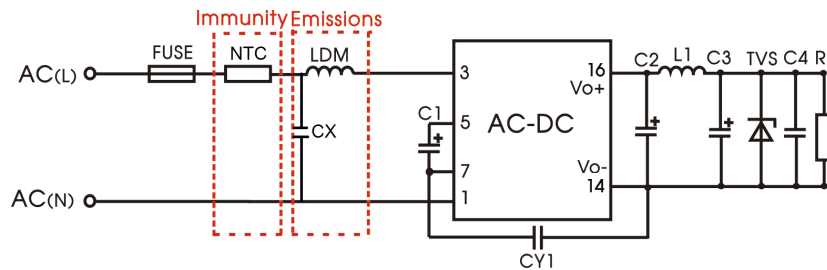 Immunity Emissions
FUSE NTC LDM
AC(L)
CX
C1
+
3
5
7
1
AC-DC
16
Vo+
Vo-
14
C2 L1 C3 TVS C4 R
+ +
AC(N)
CY1